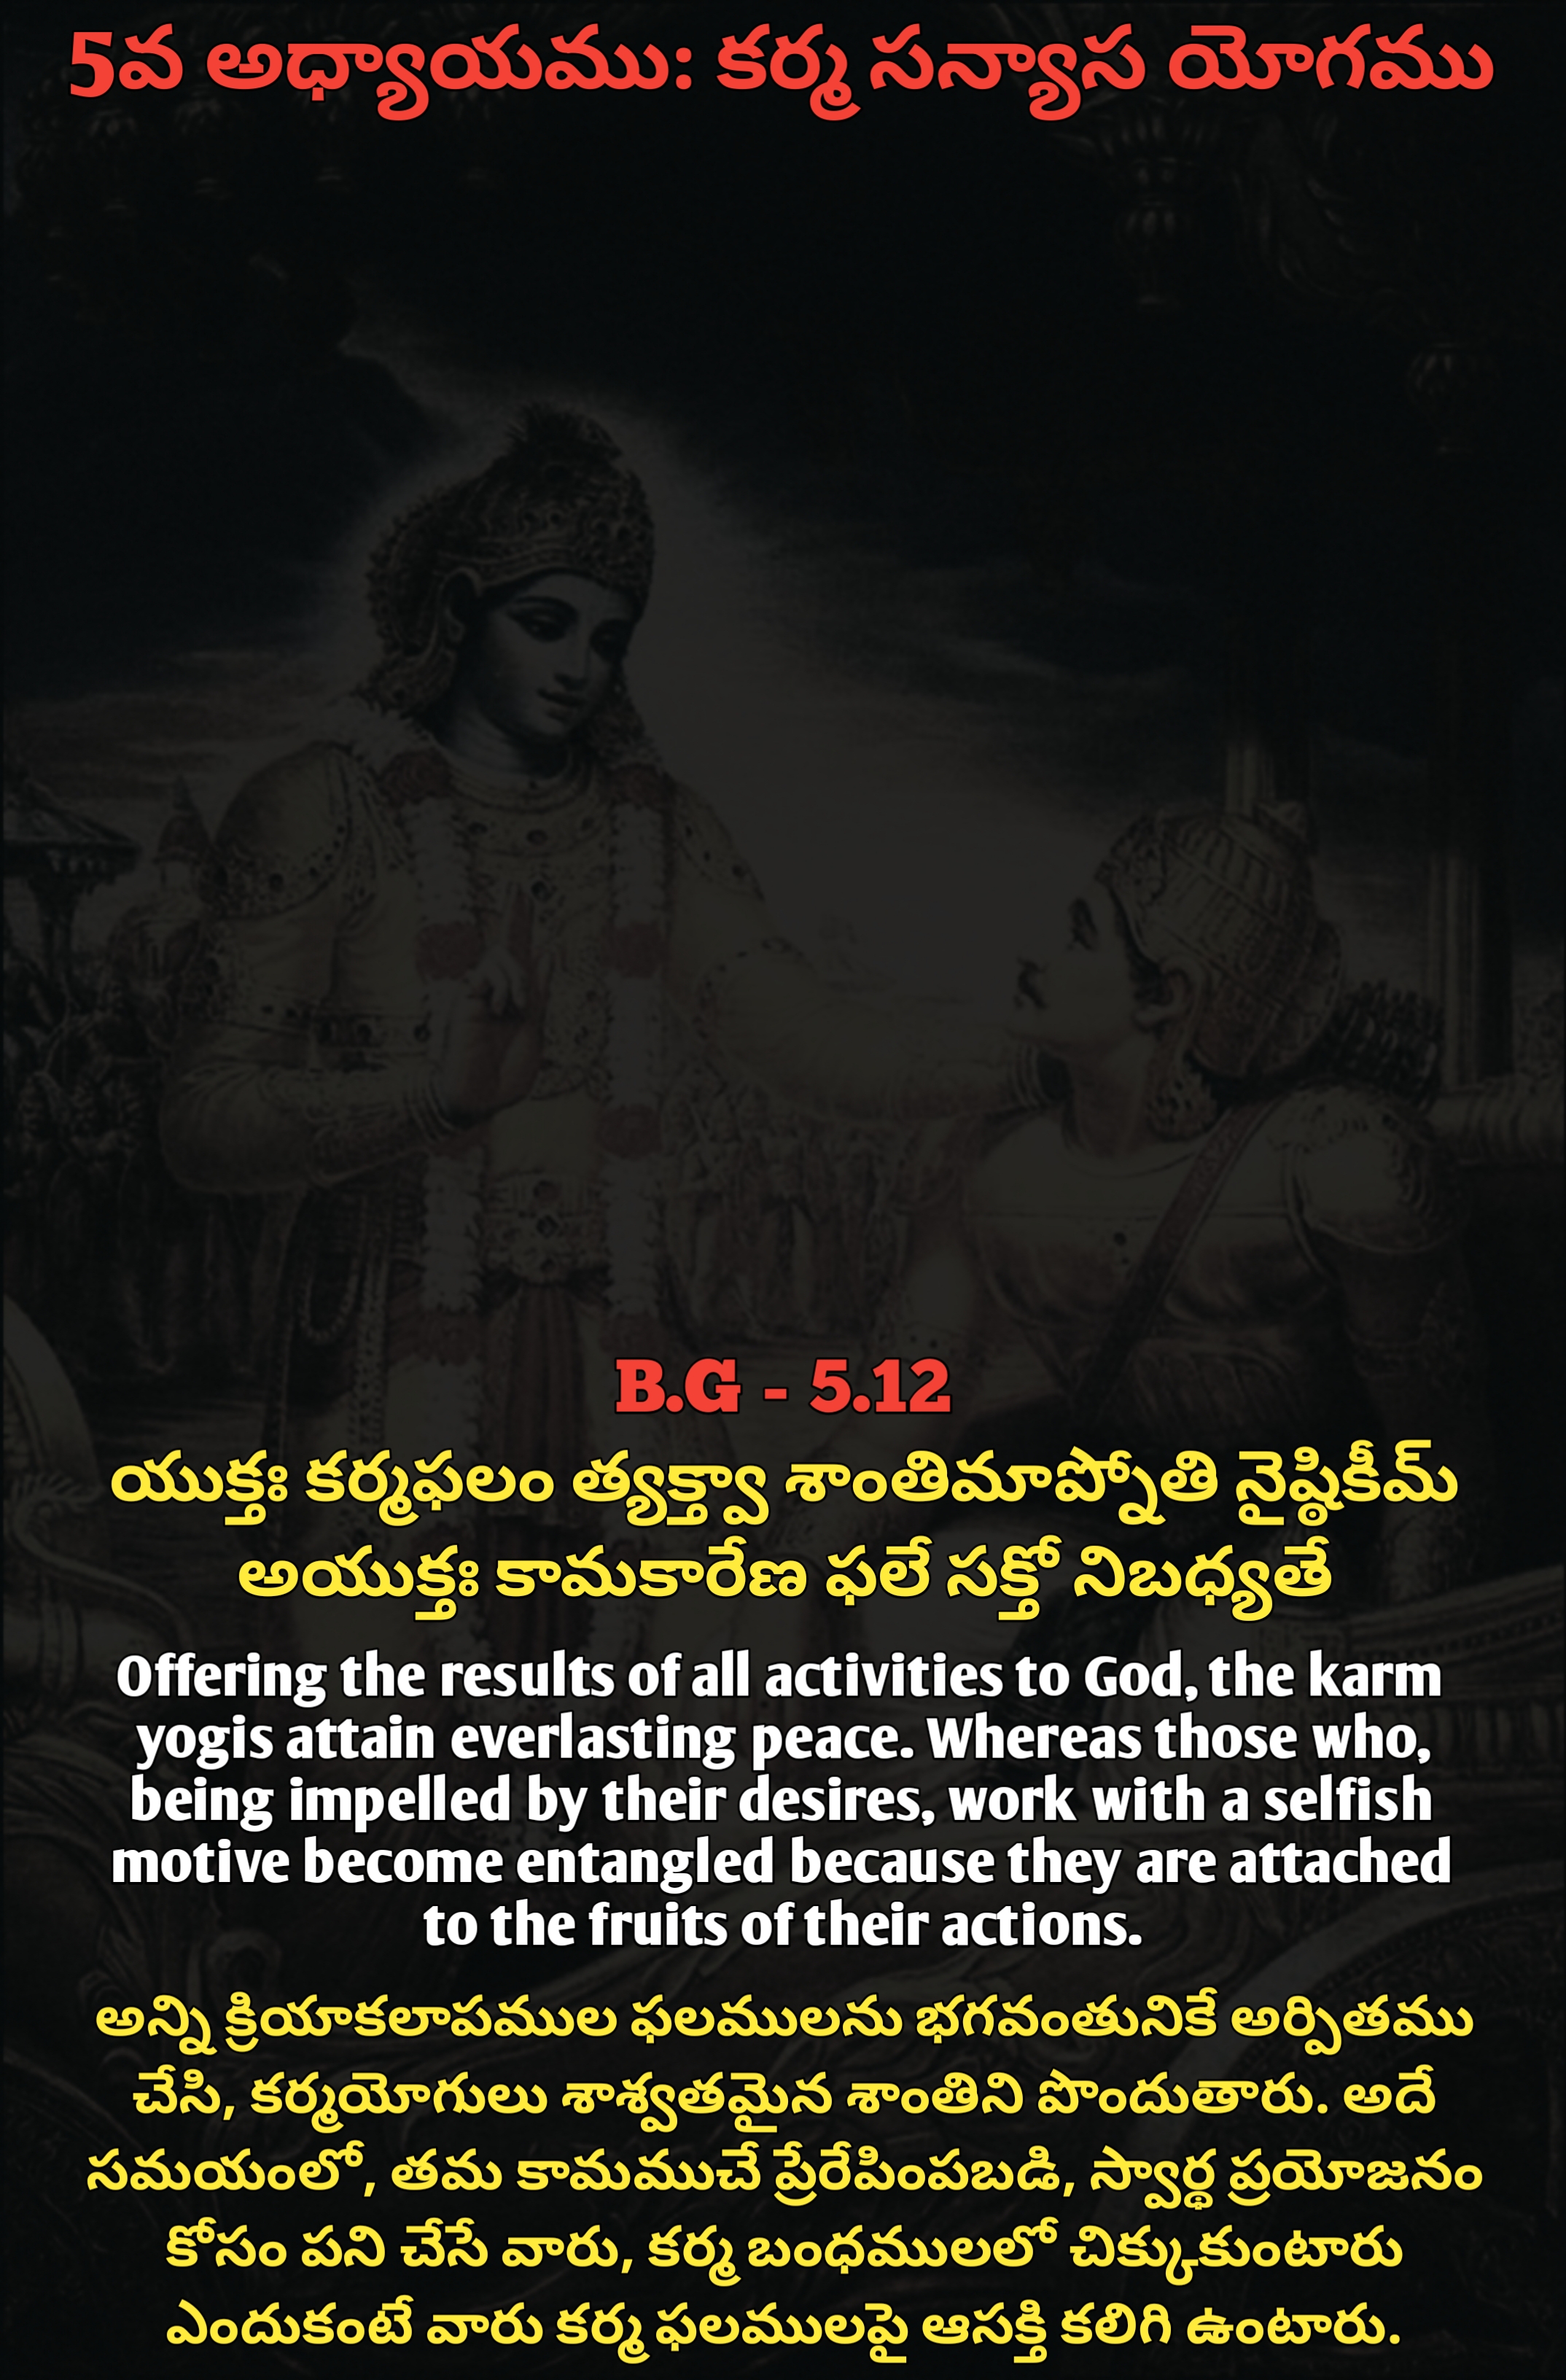 5వ అధ్యాయము: కర్మ సన్యాస యోగము
B.G - 5.12
యుక్తః కర్మఫలం త్యక్త్వా శాంతిమాప్నోతి నైష్ఠికీమ్
అయుక్తః కామకారేణ ఫలే సక్తో నిబధ్యతే
Offering the results of all activities to God, the karm
yogis attain everlasting peace. Whereas those who,
being impelled by their desires, work with a selfish
motive become entangled because they are attached
to the fruits of their actions.
అన్ని క్రియాకలాపముల ఫలములను భగవంతునికే అర్పితము
చేసి, కర్మయోగులు శాశ్వతమైన శాంతిని పొందుతారు. అదే
సమయంలో, తమ కామముచే ప్రేరేపింపబడి, స్వార్థ ప్రయోజనం
కోసం పని చేసే వారు, కర్మ బంధములలో చిక్కుకుంటారు
ఎందుకంటే వారు కర్మ ఫలములపై ఆసక్తి కలిగి ఉంటారు.